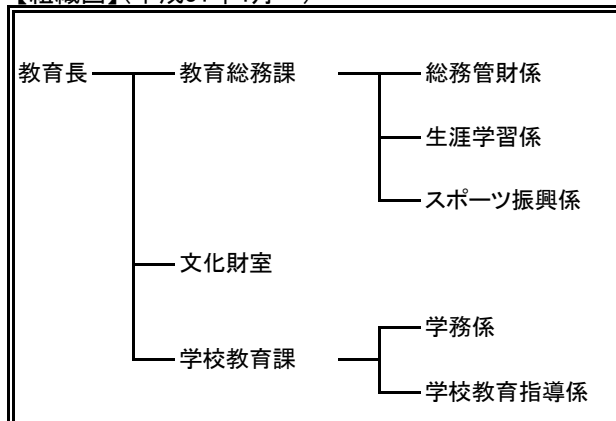 教育長 教育総務課 総務管財係
生涯学習係
スポーツ振興係
文化財室
学務係
学校教育課
学校教育指導係